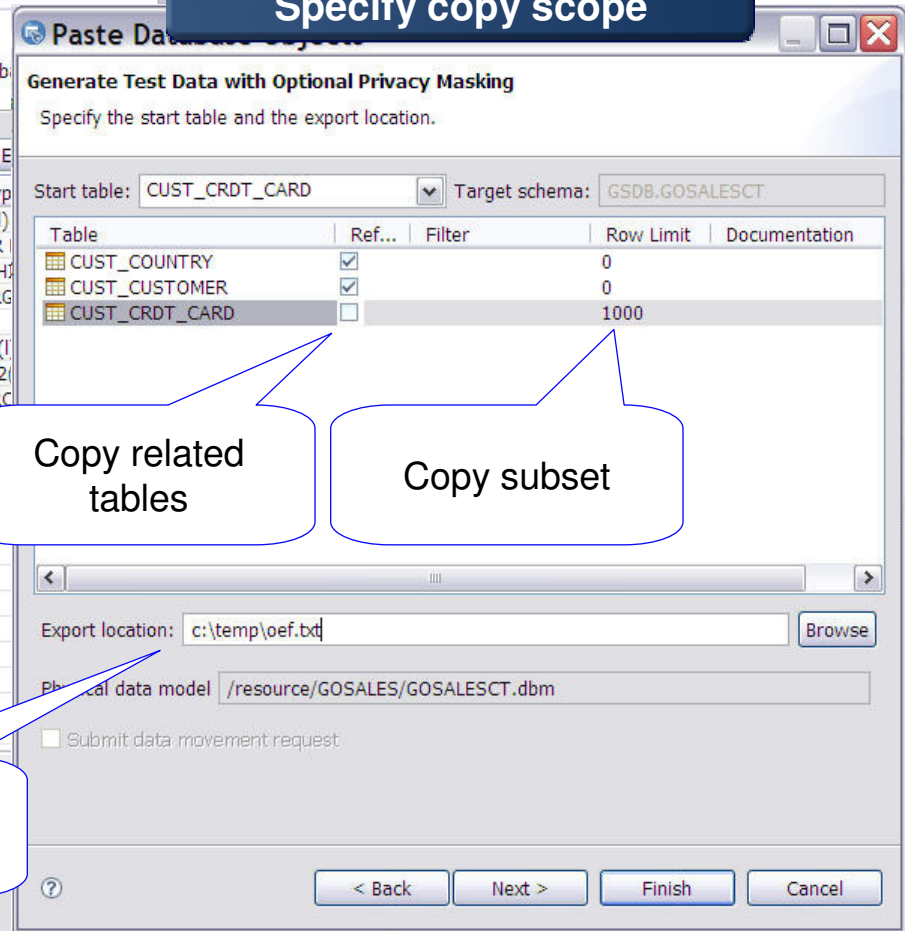 Specify copy scope
Paste Database Objects
Generate Test Data with Optional Privacy Masking
Specify the start table and the export location.
Start table: CUST_CRDT_CARD Target schema: GSDB.GOSALESCT
Table Ref... Filter Row Limit Documentation
CUST_COUNTRY 0
CUST_CUSTOMER 0
CUST_CRDT_CARD 1000
Copy related
tables
Copy subset
Export location: c:\temp\oef.txt Browse
Physical data model /resource/GOSALES/GOSALESCT.dbm
Submit data movement request
? < Back Next > Finish Cancel